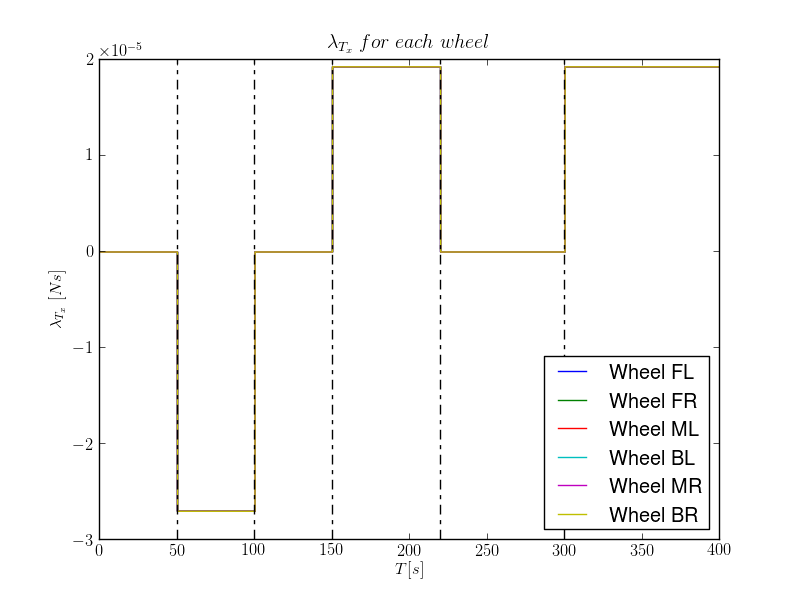 λ_{T_x} for each wheel
×10⁻⁵
2
1
0
−1
−2
−3
λ_{T_x} [Ns]
0 50 100 150 200 250 300 350 400
T[s]
Wheel FL
Wheel FR
Wheel ML
Wheel BL
Wheel MR
Wheel BR